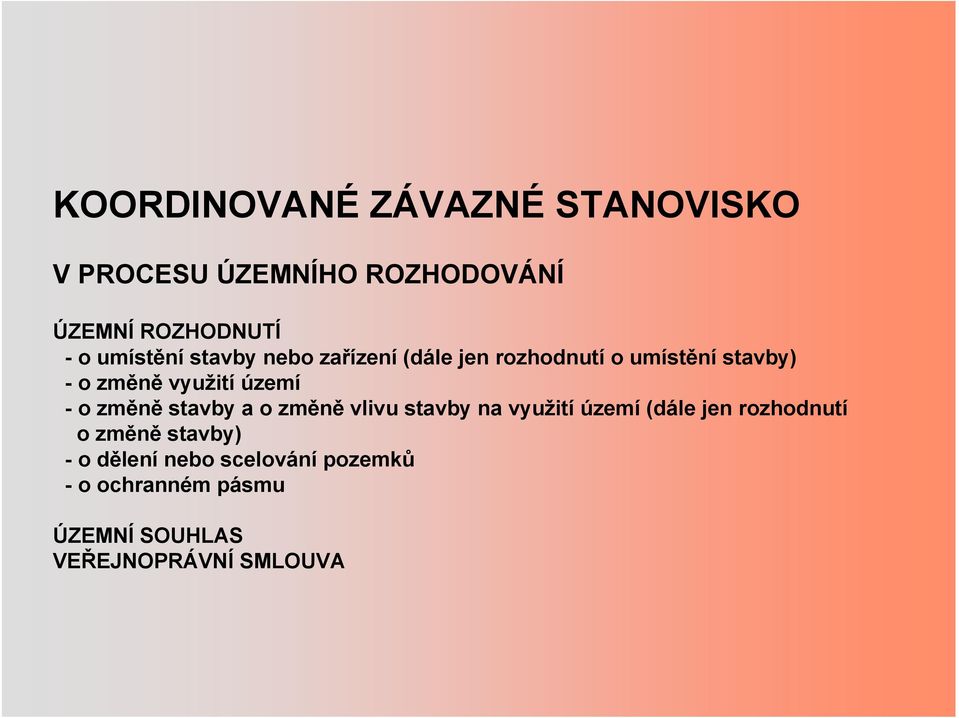 KOORDINOVANÉ ZÁVAZNÉ STANOVISKO
V PROCESU ÚZEMNÍHO ROZHODOVÁNÍ
ÚZEMNÍ ROZHODNUTÍ
- o umístění stavby nebo zařízení (dále jen rozhodnutí o umístění stavby)
- o změně využití území
- o změně stavby a o změně vlivu stavby na využití území (dále jen rozhodnutí
o změně stavby)
- o dělení nebo scelování pozemků
- o ochranném pásmu
ÚZEMNÍ SOUHLAS
VEŘEJNOPRÁVNÍ SMLOUVA